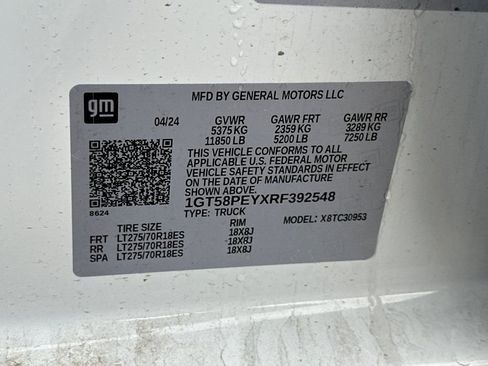 gm
MFD BY GENERAL MOTORS LLC
04/24 GVWR GAWR FRT GAWR RR
5375 KG 2359 KG 3289 KG
11850 LB 5200 LB 7250 LB
THIS VEHICLE CONFORMS TO ALL
APPLICABLE U.S. FEDERAL MOTOR
VEHICLE SAFETY STANDARDS IN EFFECT
ON THE DATE OF MANUFACTURE
SHOWN ABOVE.
1GT58PEYXRF392548
8624 TYPE: TRUCK MODEL: X8TC30953
TIRE SIZE RIM
FRT LT275/70R18ES 18X8J
RR LT275/70R18ES 18X8J
SPA LT275/70R18ES 18X8J